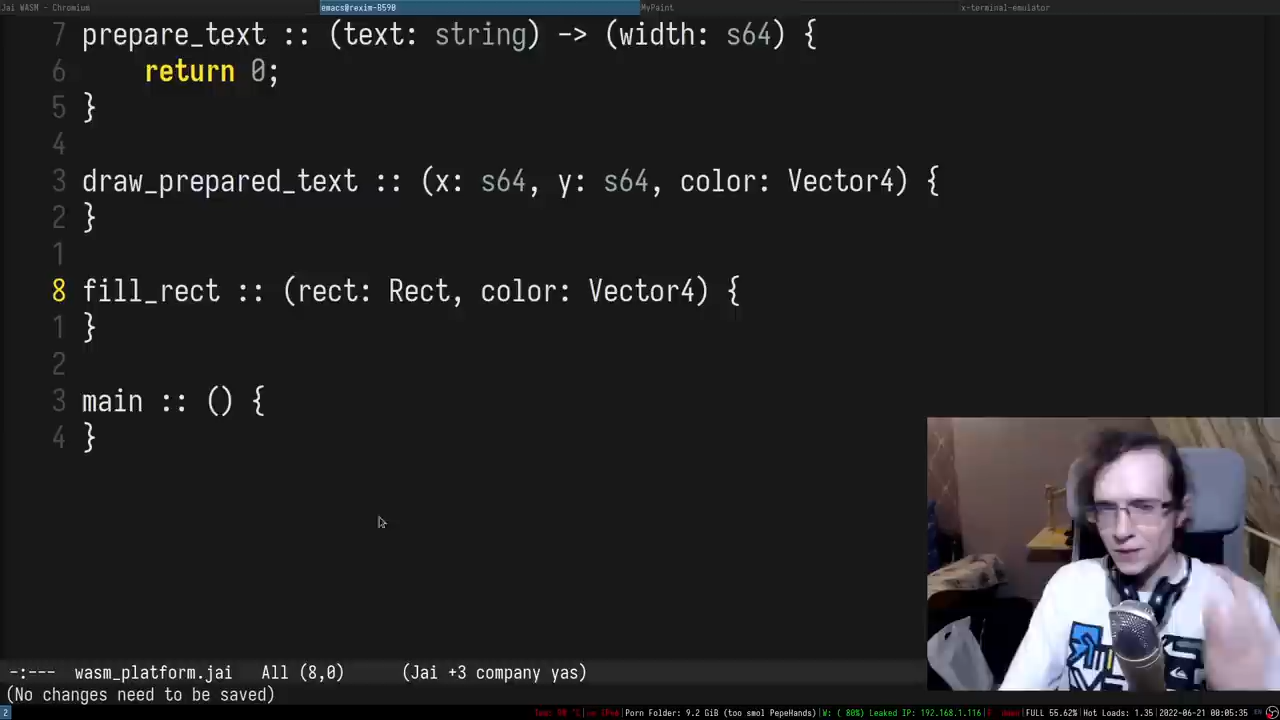 Jai WASM - Chromium emacs@rexim-B590 MyPaint x-terminal-emulator
7 prepare_text :: (text: string) -> (width: s64) {
6 return 0;
5 }
4
3 draw_prepared_text :: (x: s64, y: s64, color: Vector4) {
2 }
1
8 fill_rect :: (rect: Rect, color: Vector4) {
1 }
2
3 main :: () {
4 }
-:--- wasm_platform.jai All (8,0) (Jai +3 company yas)
(No changes need to be saved)
2 Porn Folder: 9.2 GiB (too smol PepeHands) W: ( 80%) Leaked IP: 192.168.1.116 down FULL 55.62% Hot Loads: 1.35 2022-06-21 00:05:35 EN